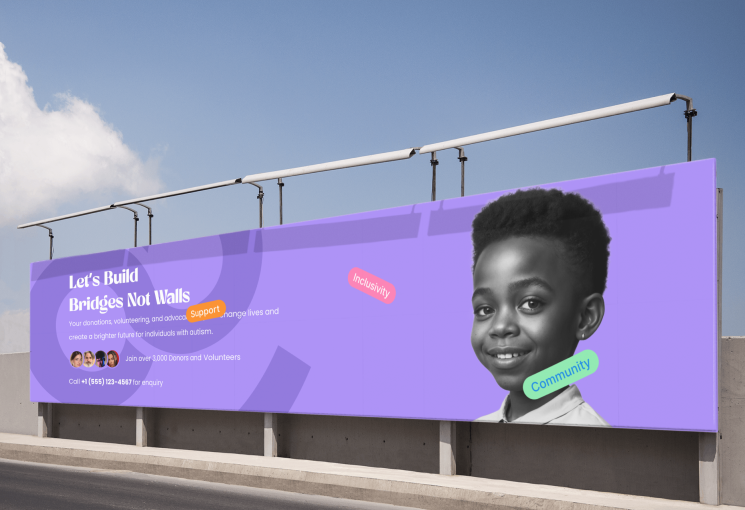 Let's Build
Bridges Not Walls
Support
Your donations, volunteering, and advoca change lives and
create a brighter future for individuals with autism.
Join over 3,000 Donors and Volunteers
Call +1 (555) 123-4567 for enquiry
Inclusivity
Community